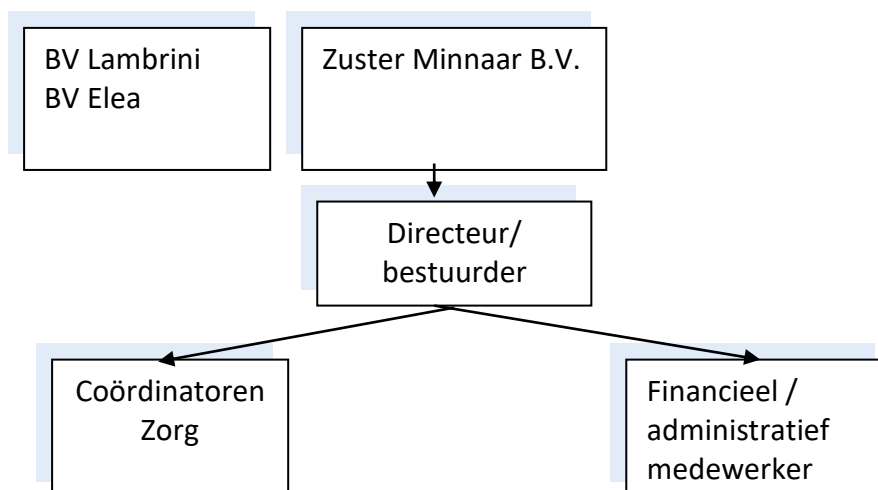 BV Lambrini
BV Elea
Zuster Minnaar B.V.
Directeur/
bestuurder
Coördinatoren
Zorg
Financieel /
administratief
medewerker